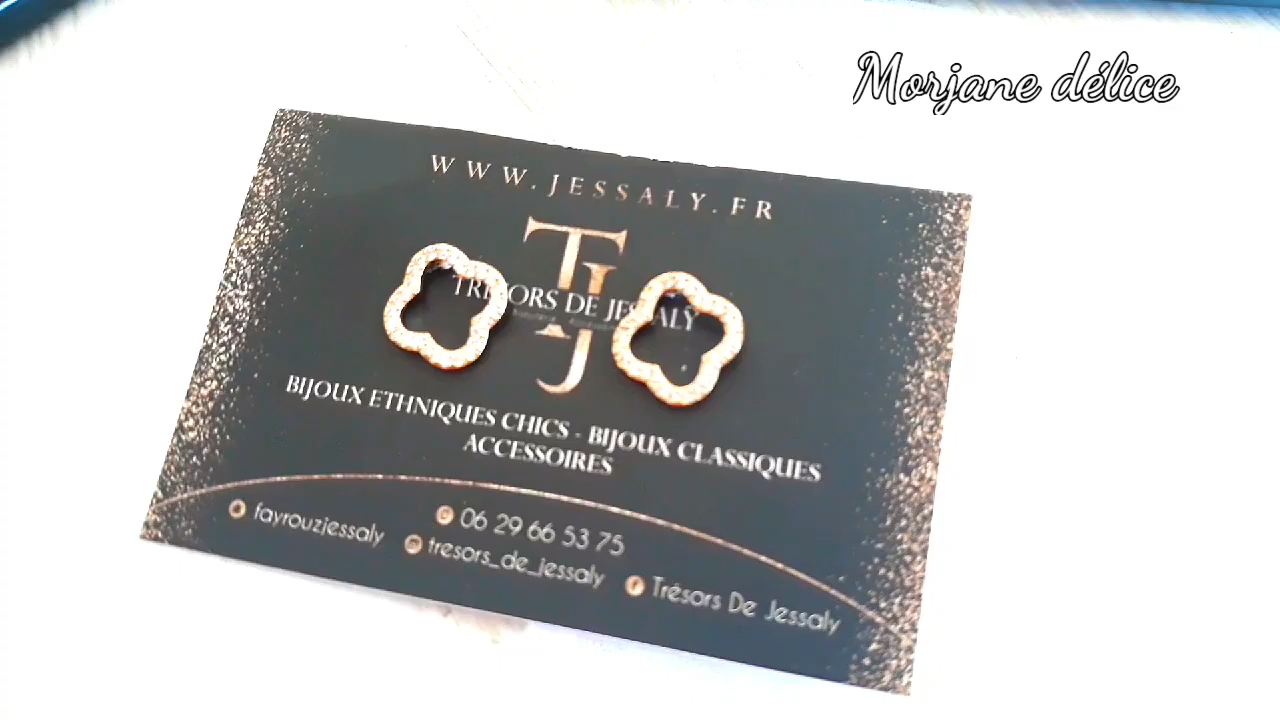 Morjane délice
WWW.JESSALY.FR
TJ
TRESORS DE JESSALY
BIJOUX ETHNIQUES CHICS - BIJOUX CLASSIQUES
ACCESSOIRES
fayrouzjessaly
06 29 66 53 75
tresors_de_jessaly
Trésors De Jessaly